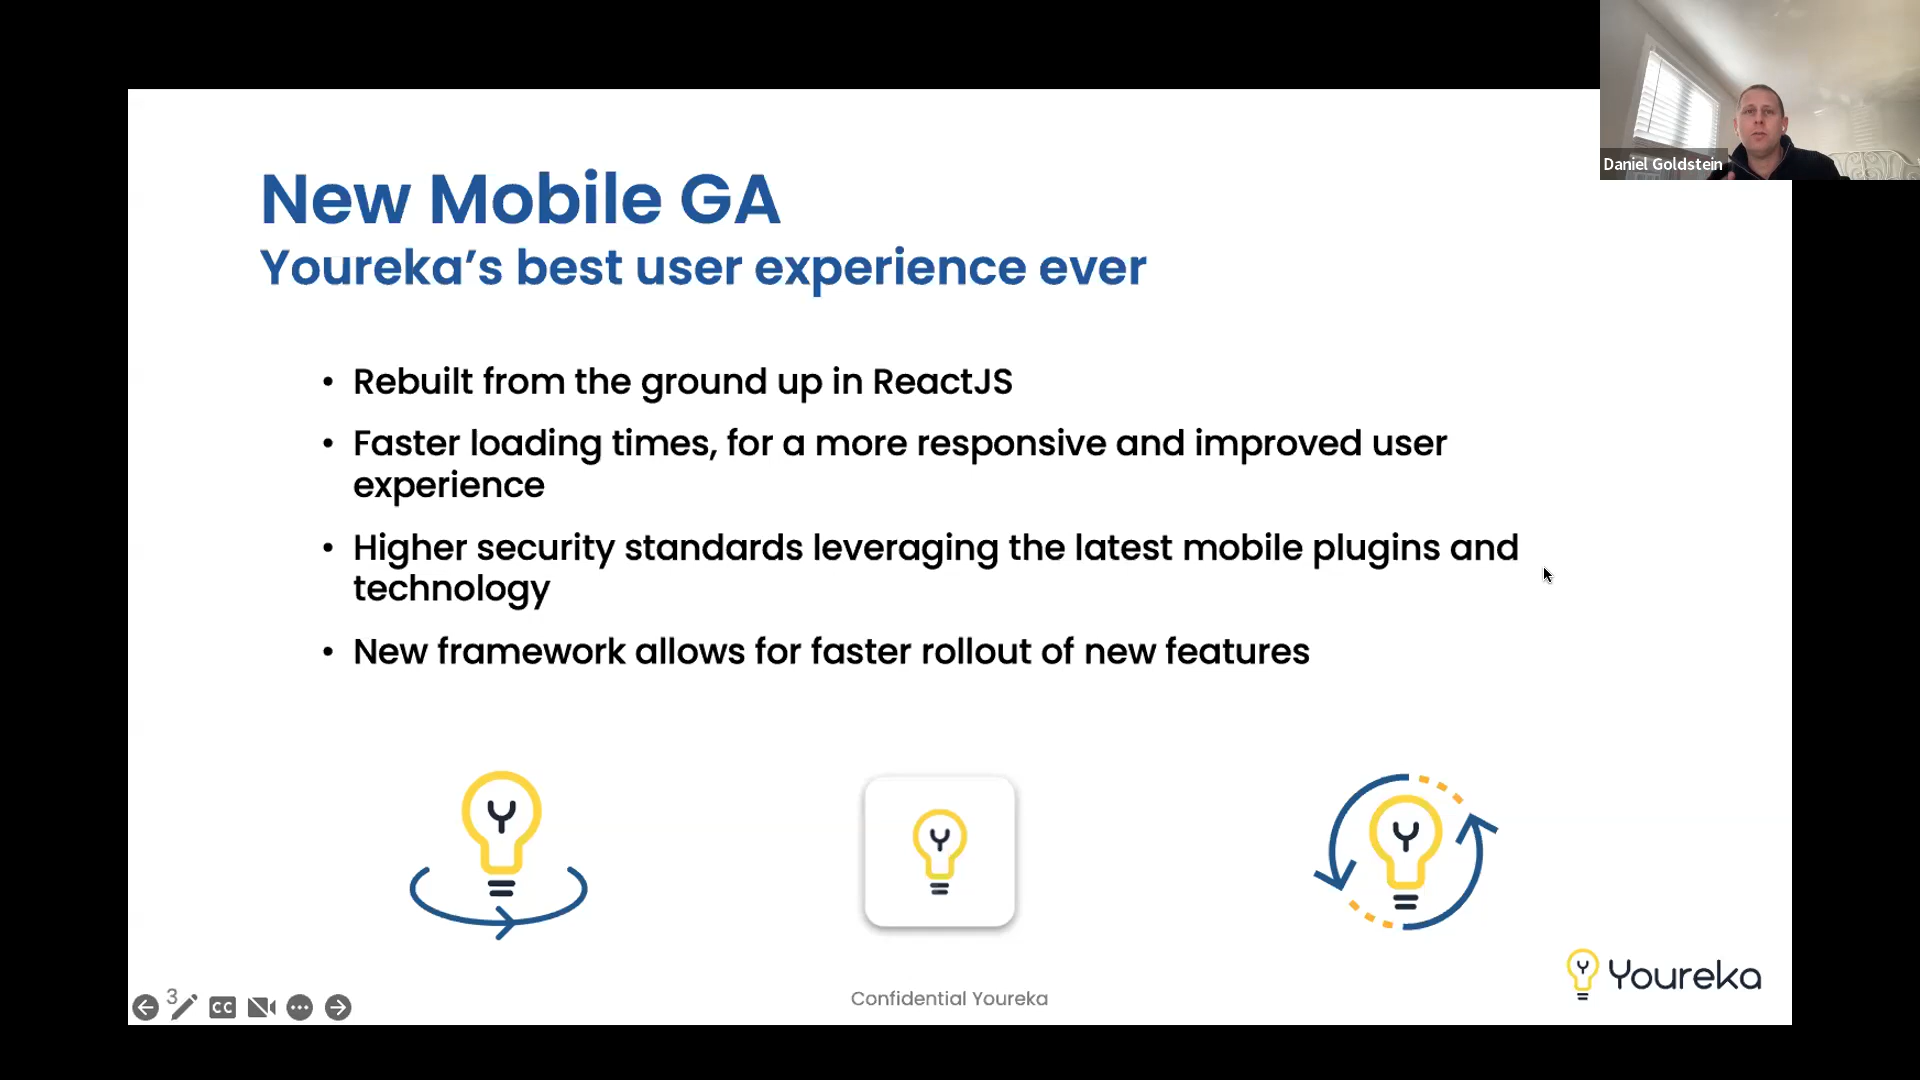 Daniel Goldstein
New Mobile GA
Youreka’s best user experience ever
• Rebuilt from the ground up in ReactJS
• Faster loading times, for a more responsive and improved user
experience
• Higher security standards leveraging the latest mobile plugins and
technology
• New framework allows for faster rollout of new features
Y
Y
Y
Y Youreka
3
CC
Confidential Youreka